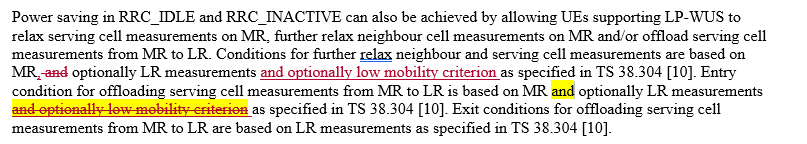 Power saving in RRC_IDLE and RRC_INACTIVE can also be achieved by allowing UEs supporting LP-WUS to
relax serving cell measurements on MR, further relax neighbour cell measurements on MR and/or offload serving cell
measurements from MR to LR. Conditions for further relax neighbour and serving cell measurements are based on
MR, and optionally LR measurements and optionally low mobility criterion as specified in TS 38.304 [10]. Entry
condition for offloading serving cell measurements from MR to LR is based on MR and optionally LR measurements
and optionally low mobility criterion as specified in TS 38.304 [10]. Exit conditions for offloading serving cell
measurements from MR to LR are based on LR measurements as specified in TS 38.304 [10].